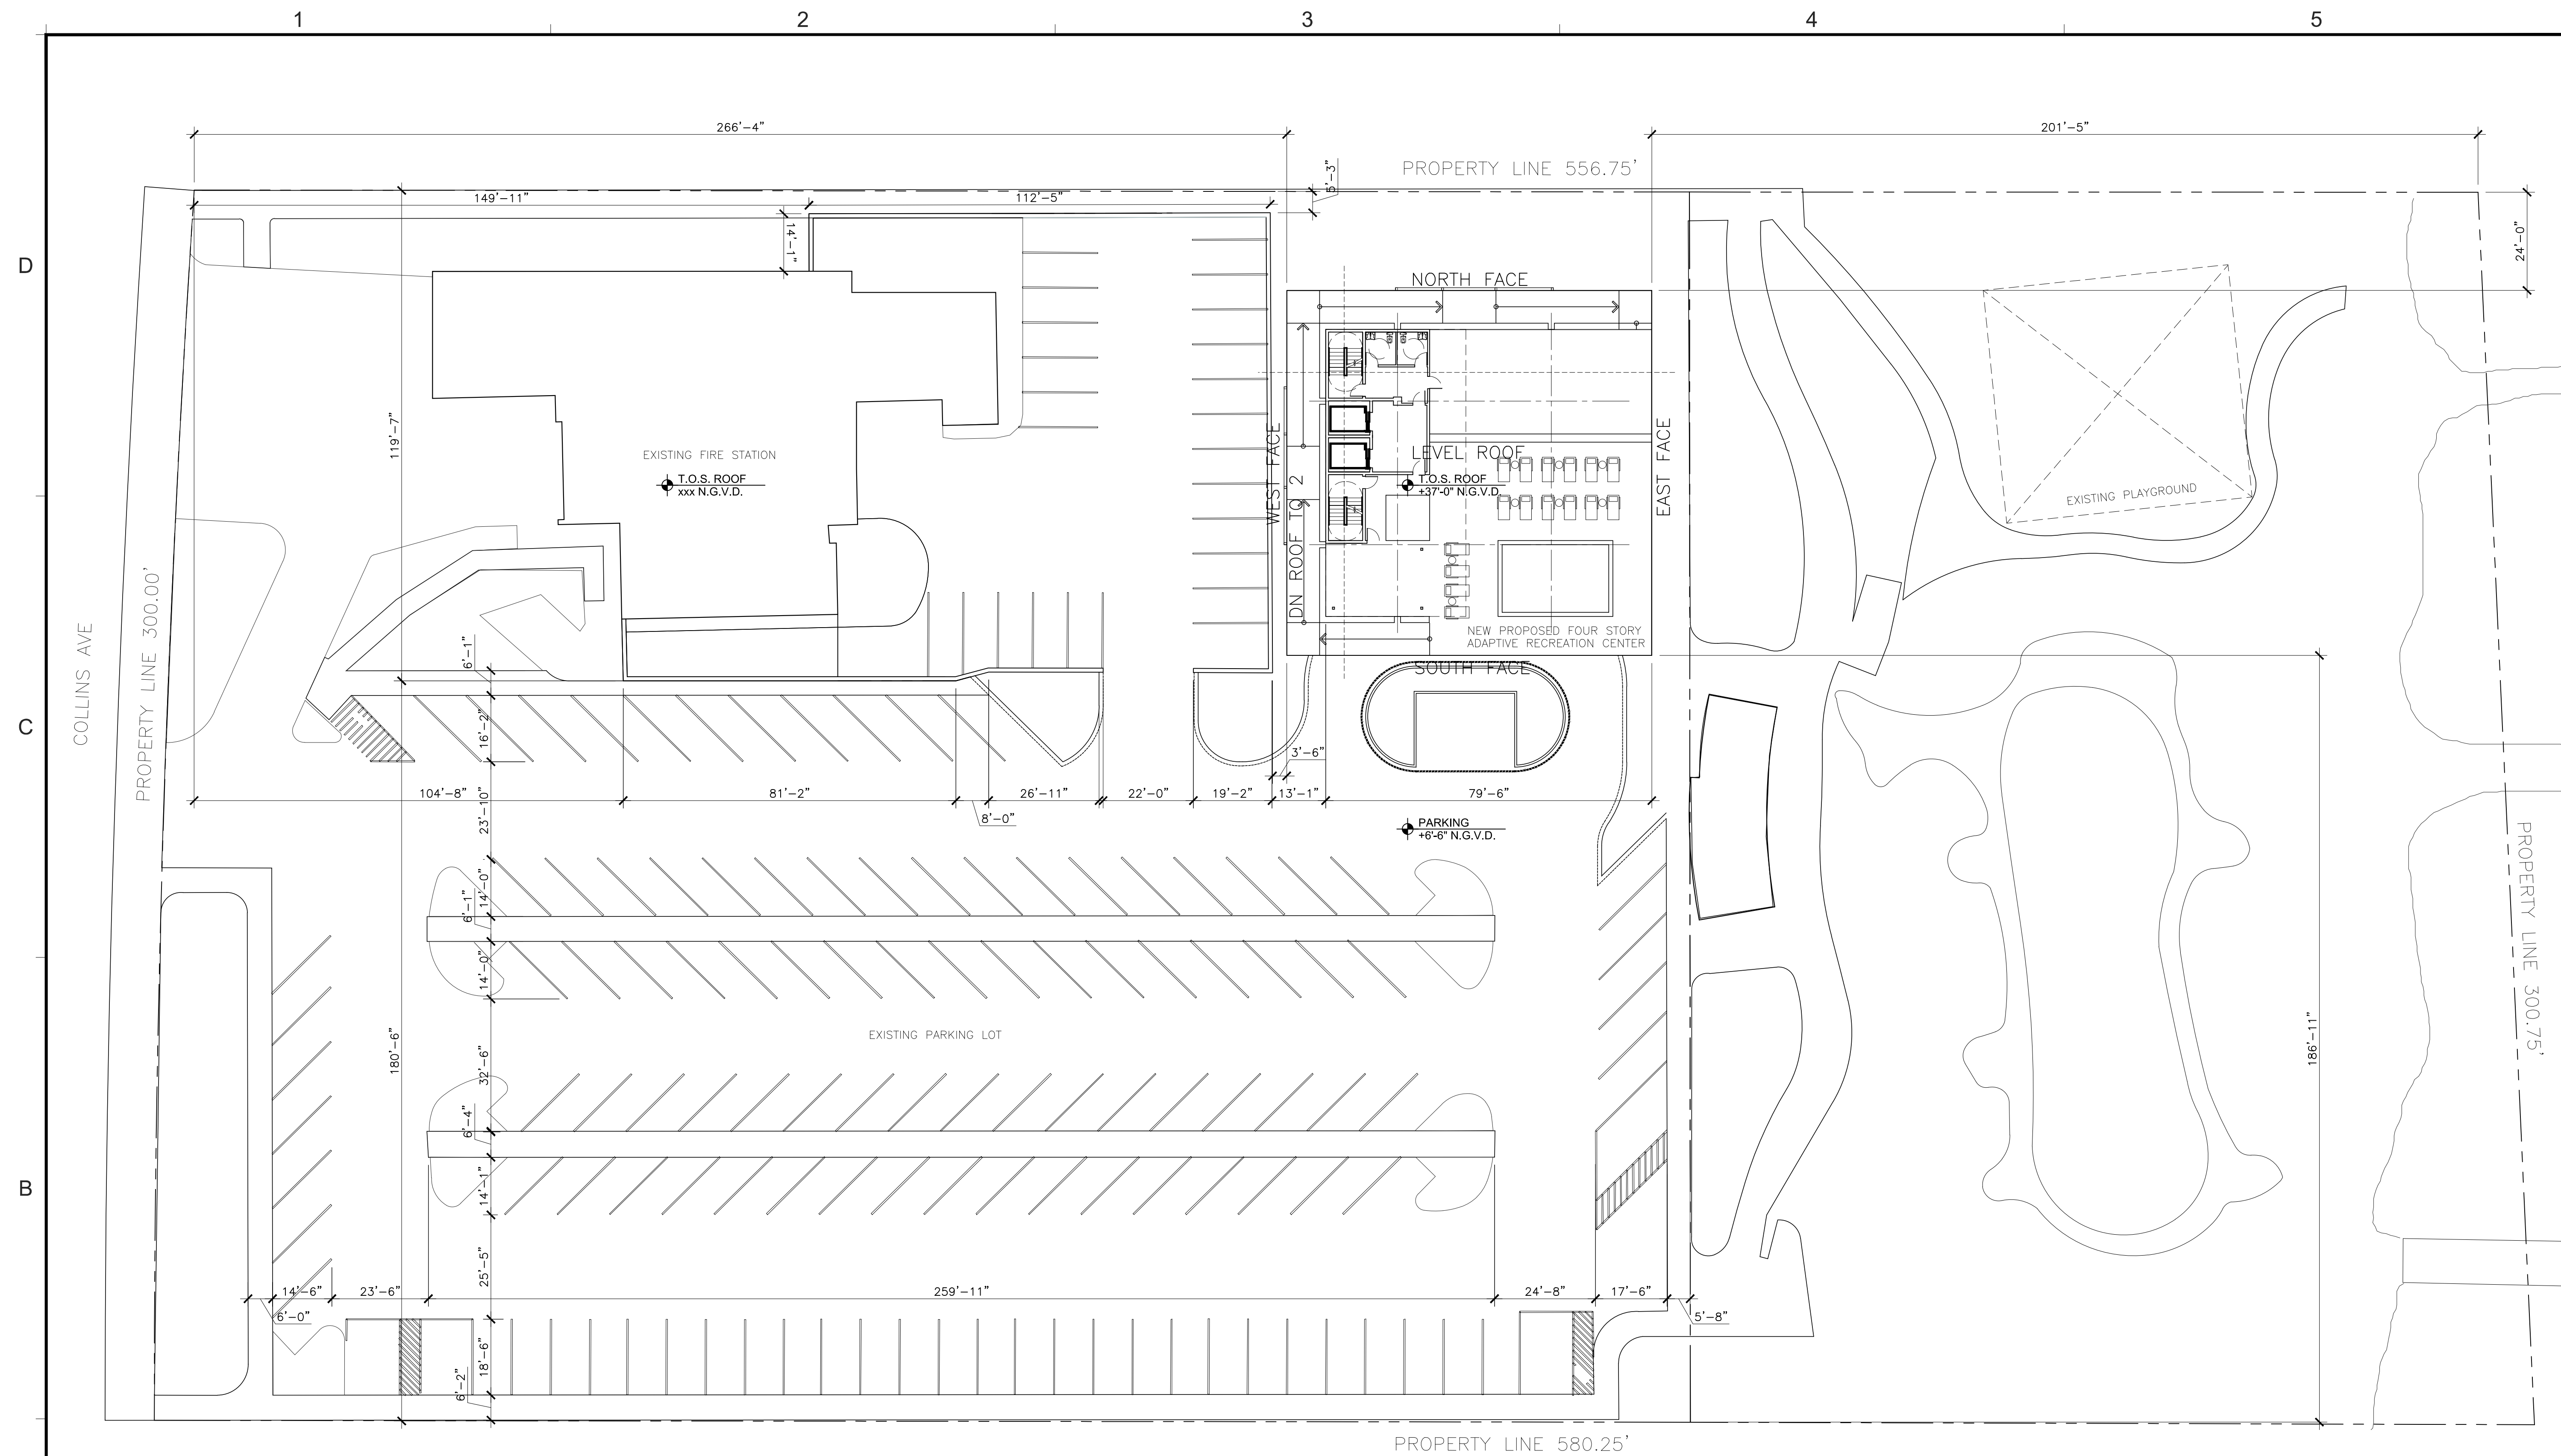 1 2 3 4 5
266'-4"
201'-5"
PROPERTY LINE 556.75'
5'-3"
149'-11"
112'-5"
14'-1"
24'-0"
D
NORTH FACE
119'-7"
EXISTING FIRE STATION
T.O.S. ROOF
xxx N.G.V.D.
WEST FACE
DN ROOF TO 2
LEVEL ROOF
T.O.S. ROOF
+37'-0" N.G.V.D.
EAST FACE
EXISTING PLAYGROUND
NEW PROPOSED FOUR STORY
ADAPTIVE RECREATION CENTER
SOUTH FACE
COLLINS AVE
PROPERTY LINE 300.00'
C
6'-1"
16'-2"
23'-10"
3'-6"
104'-8"
81'-2"
8'-0"
26'-11"
22'-0"
19'-2"
13'-1"
79'-6"
PARKING
+6'-6" N.G.V.D.
PROPERTY LINE 300.75'
14'-0"
6'-1"
14'-0"
EXISTING PARKING LOT
180'-6"
32'-6"
186'-11"
6'-4"
B
14'-1"
25'-5"
14'-6"
23'-6"
259'-11"
24'-8"
17'-6"
6'-0"
5'-8"
18'-6"
6'-2"
PROPERTY LINE 580.25'